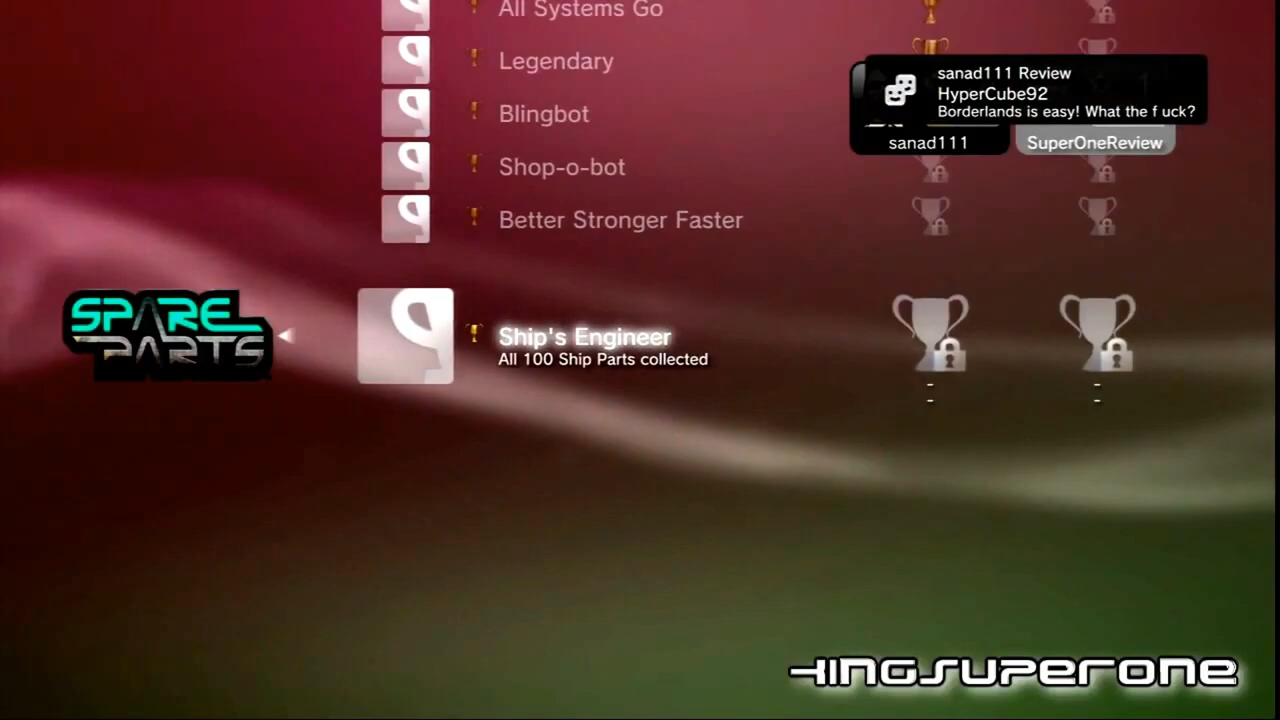 All Systems Go
Legendary
sanad111 Review
HyperCube92
Borderlands is easy! What the f uck?
Blingbot
sanad111
SuperOneReview
Shop-o-bot
Better Stronger Faster
SPARE
PARTS
Ship's Engineer
All 100 Ship Parts collected
-
-
-
-
KINGSUPERONE